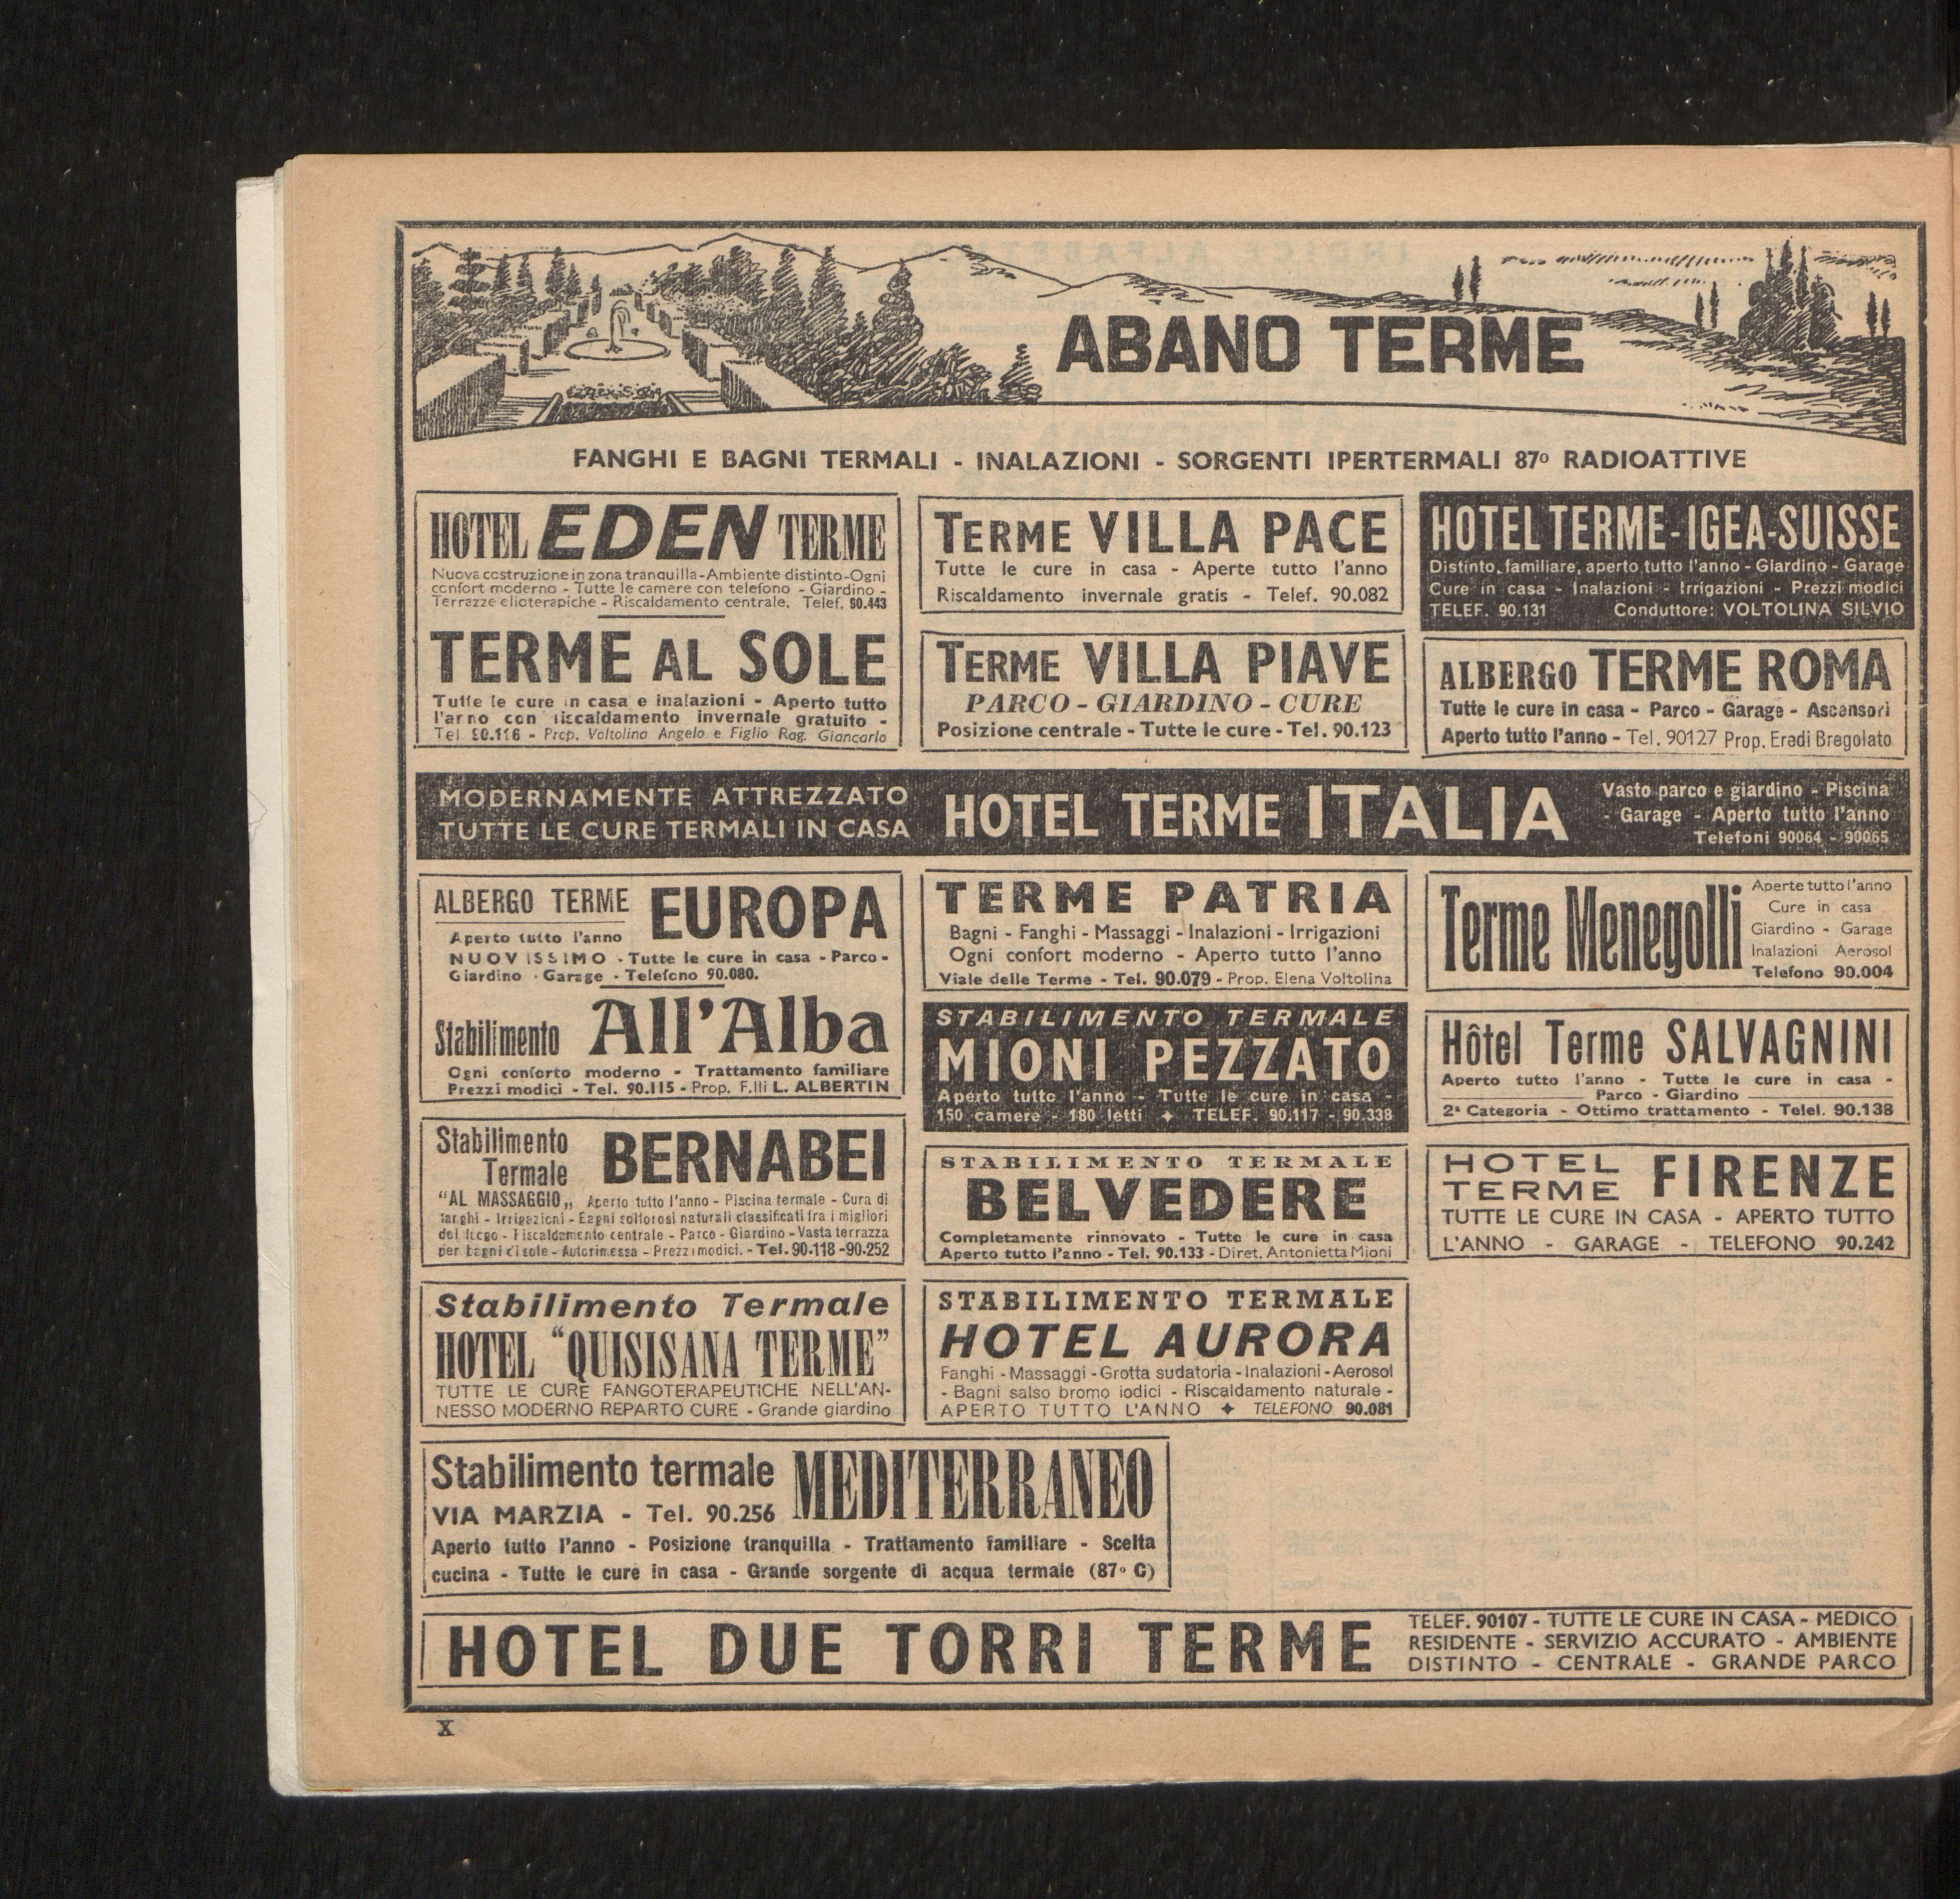 ABANO TERME
FANGHI E BAGNI TERMALI - INALAZIONI - SORGENTI IPERTERMALI 87º RADIOATTIVE
HOTEL EDEN TERME
Nuova costruzione in zona tranquilla - Ambiente distinto - Ogni
confort moderno - Tutte le camere con telefono - Giardino -
Terrazze elioterapiche - Riscaldamento centrale. Telef. 90.443
TERME AL SOLE
Tutte le cure in casa e inalazioni - Aperto tutto
l'anno con riscaldamento invernale gratuito -
Tel. 90.116 - Prop. Voltolina Angelo e Figlio Rag. Giancarlo
TERME VILLA PACE
Tutte le cure in casa - Aperte tutto l'anno
Riscaldamento invernale gratis - Telef. 90.082
TERME VILLA PIAVE
PARCO - GIARDINO - CURE
Posizione centrale - Tutte le cure - Tel. 90.123
HOTEL TERME-IGEA-SUISSE
Distinto, familiare, aperto tutto l'anno - Giardino - Garage
Cure in casa - Inalazioni - Irrigazioni - Prezzi modici
TELEF. 90.131 Conduttore: VOLTOLINA SILVIO
ALBERGO TERME ROMA
Tutte le cure in casa - Parco - Garage - Ascensori
Aperto tutto l'anno - Tel. 90127 Prop. Eredi Bregolato
MODERNAMENTE ATTREZZATO
TUTTE LE CURE TERMALI IN CASA
HOTEL TERME ITALIA
Vasto parco e giardino - Piscina
- Garage - Aperto tutto l'anno
Telefoni 90064 - 90065
ALBERGO TERME EUROPA
Aperto tutto l'anno
NUOVISSIMO - Tutte le cure in casa - Parco -
Giardino - Garage - Telefono 90.080.
Stabilimento All'Alba
Ogni conforto moderno - Trattamento familiare
Prezzi modici - Tel. 90.115 - Prop. F.lli L. ALBERTIN
Stabilimento
Termale BERNABEI
"AL MASSAGGIO„ Aperto tutto l'anno - Piscina termale - Cura di
fanghi - Irrigazioni - Bagni solforosi naturali classificati fra i migliori
del luogo - Riscaldamento centrale - Parco - Giardino - Vasta terrazza
per bagni di sole - Autorimessa - Prezzi modici. - Tel. 90.118 - 90.252
Stabilimento Termale
HOTEL "QUISISANA TERME"
TUTTE LE CURE FANGOTERAPEUTICHE NELL'AN-
NESSO MODERNO REPARTO CURE - Grande giardino
TERME PATRIA
Bagni - Fanghi - Massaggi - Inalazioni - Irrigazioni
Ogni confort moderno - Aperto tutto l'anno
Viale delle Terme - Tel. 90.079 - Prop. Elena Voltolina
STABILIMENTO TERMALE
MIONI PEZZATO
Aperto tutto l'anno - Tutte le cure in casa -
150 camere - 180 letti ✦ TELEF. 90.117 - 90.338
STABILIMENTO TERMALE
BELVEDERE
Completamente rinnovato - Tutte le cure in casa
Aperto tutto l'anno - Tel. 90.133 - Diret. Antonietta Mioni
STABILIMENTO TERMALE
HOTEL AURORA
Fanghi - Massaggi - Grotta sudatoria - Inalazioni - Aerosol
- Bagni salso bromo iodici - Riscaldamento naturale -
APERTO TUTTO L'ANNO ✦ TELEFONO 90.081
Terme Menegolli
Aperte tutto l'anno
Cure in casa
Giardino - Garage
Inalazioni Aerosol
Telefono 90.004
Hôtel Terme SALVAGNINI
Aperto tutto l'anno - Tutte le cure in casa -
Parco - Giardino
2ª Categoria - Ottimo trattamento - Telel. 90.138
HOTEL
TERME FIRENZE
TUTTE LE CURE IN CASA - APERTO TUTTO
L'ANNO - GARAGE - TELEFONO 90.242
Stabilimento termale MEDITERRANEO
VIA MARZIA - Tel. 90.256
Aperto tutto l'anno - Posizione tranquilla - Trattamento familiare - Scelta
cucina - Tutte le cure in casa - Grande sorgente di acqua termale (87º C)
HOTEL DUE TORRI TERME
TELEF. 90107 - TUTTE LE CURE IN CASA - MEDICO
RESIDENTE - SERVIZIO ACCURATO - AMBIENTE
DISTINTO - CENTRALE - GRANDE PARCO
X